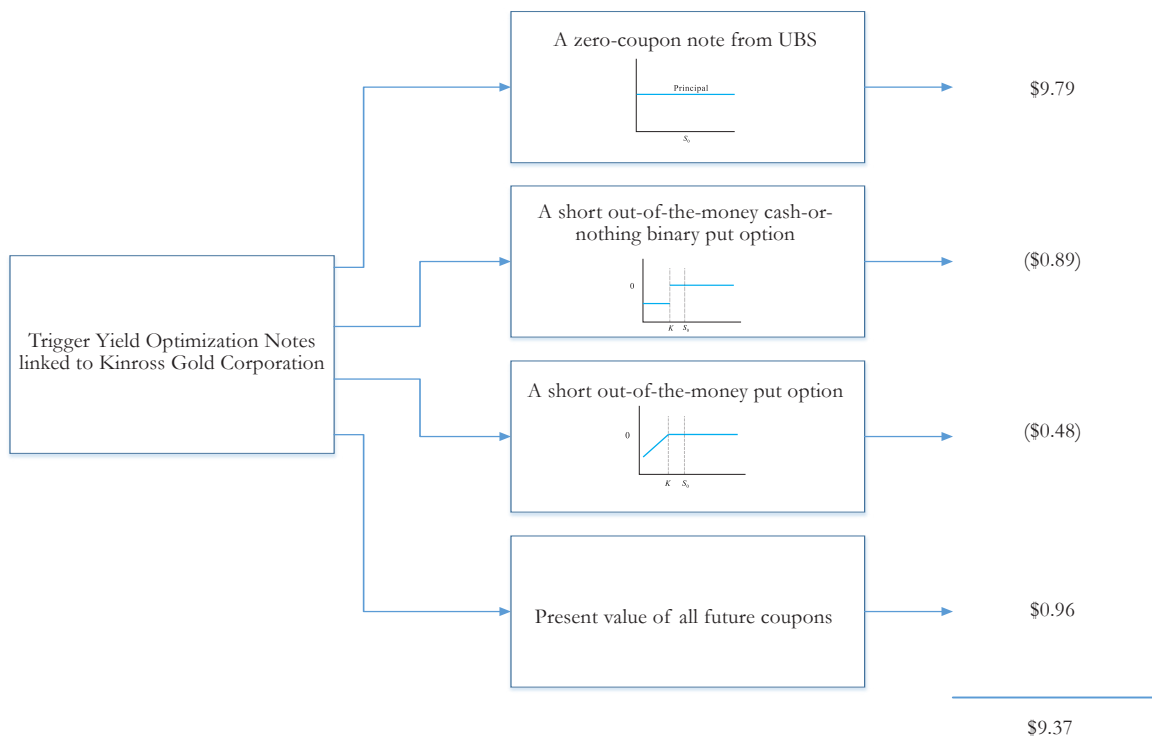 A zero-coupon note from UBS
Principal
S₀
$9.79
A short out-of-the-money cash-or-
nothing binary put option
0
K S₀
($0.89)
Trigger Yield Optimization Notes
linked to Kinross Gold Corporation
A short out-of-the-money put option
0
K S₀
($0.48)
Present value of all future coupons
$0.96
$9.37